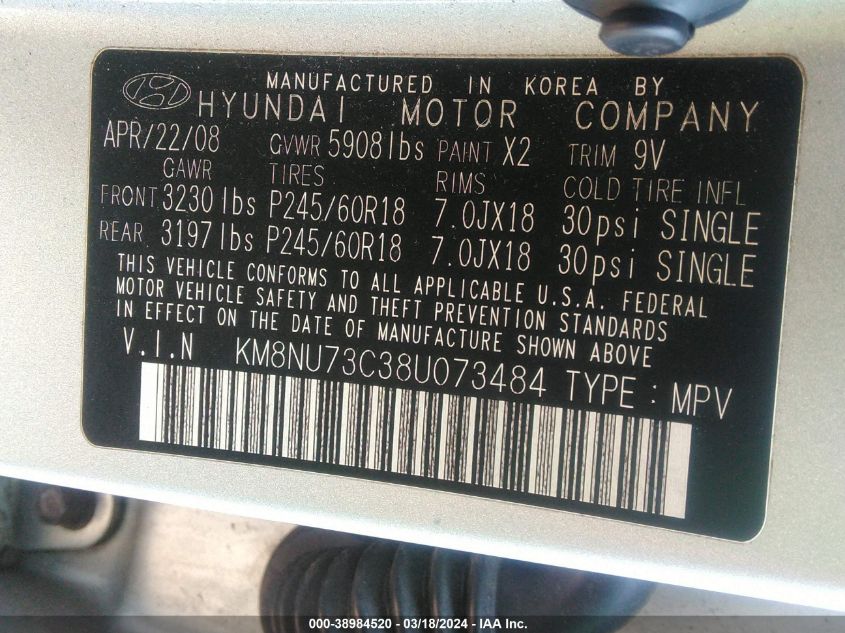 MANUFACTURED IN KOREA BY
HYUNDAI MOTOR COMPANY
APR/22/08 GVWR 5908lbs PAINT X2 TRIM 9V
GAWR TIRES RIMS COLD TIRE INFL
FRONT 3230lbs P245/60R18 7.0JX18 30psi SINGLE
REAR 3197lbs P245/60R18 7.0JX18 30psi SINGLE
THIS VEHICLE CONFORMS TO ALL APPLICABLE U.S.A. FEDERAL
MOTOR VEHICLE SAFETY AND THEFT PREVENTION STANDARDS
IN EFFECT ON THE DATE OF MANUFACTURE SHOWN ABOVE
V.I.N KM8NU73C38U073484 TYPE : MPV
000-38984520 - 03/18/2024 - IAA Inc.